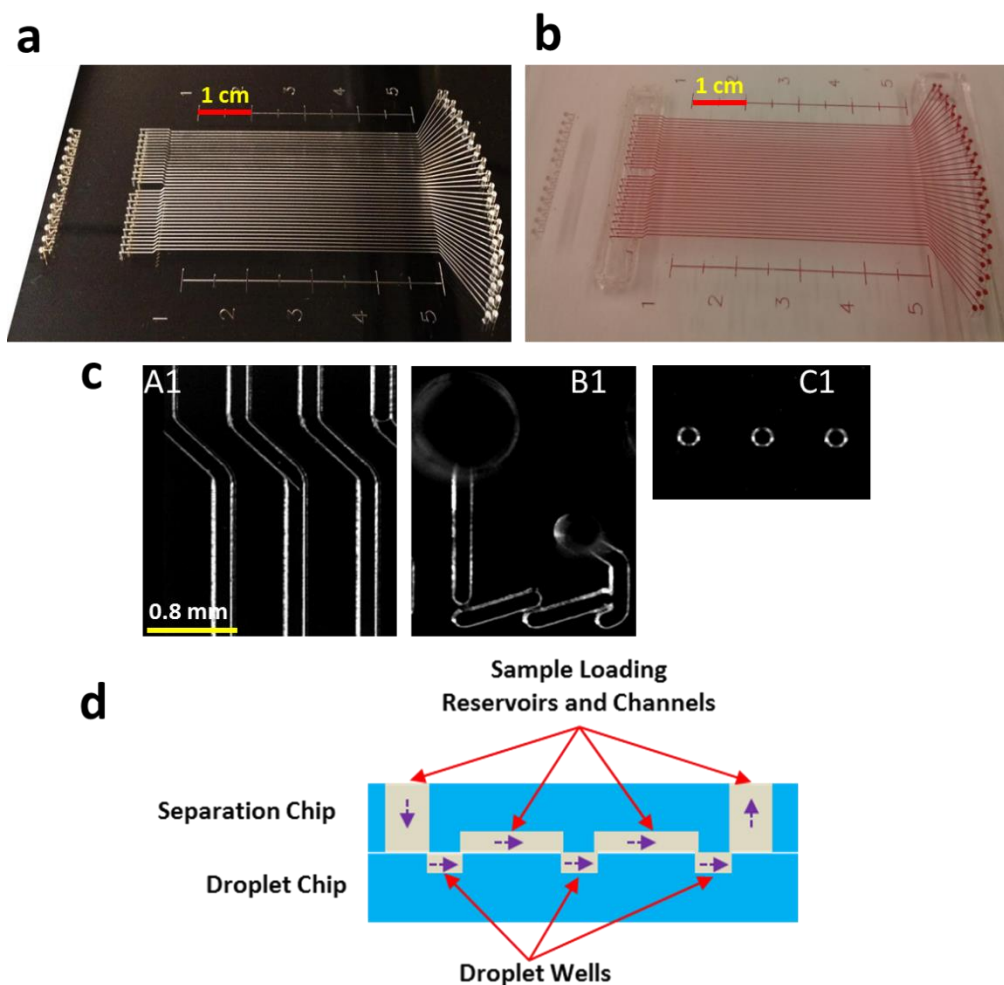 a
b
1 2 3 4 5
1 cm
1 2 3 4 5
1 2 3 4 5
1 cm
1 2 3 4 5
c
A1
B1
C1
0.8 mm
d
Sample Loading
Reservoirs and Channels
Separation Chip
Droplet Chip
Droplet Wells